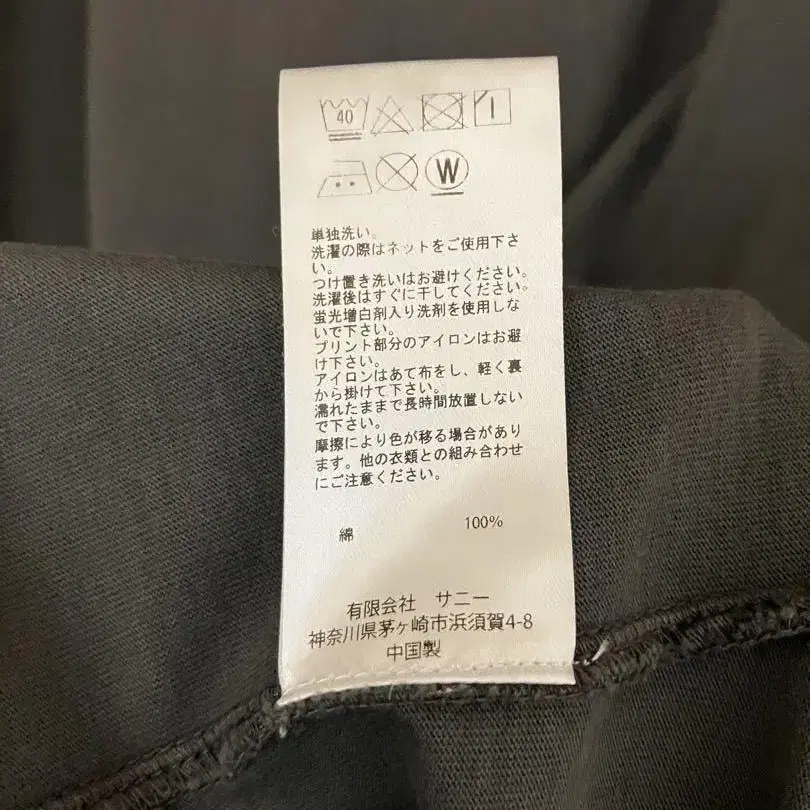 40
W
単独洗い。
洗濯の際はネットをご使用下さ
い。
つけ置き洗いはお避けください。
洗濯後はすぐに干してください。
蛍光増白剤入り洗剤を使用しな
いで下さい。
プリント部分のアイロンはお避
け下さい。
アイロンはあて布をし、軽く裏
から掛けて下さい。
濡れたままで長時間放置しない
で下さい。
摩擦により色が移る場合があり
ます。他の衣類との組み合わせ
にご注意ください。
綿 100%
有限会社 サニー
神奈川県茅ヶ崎市浜須賀4-8
中国製